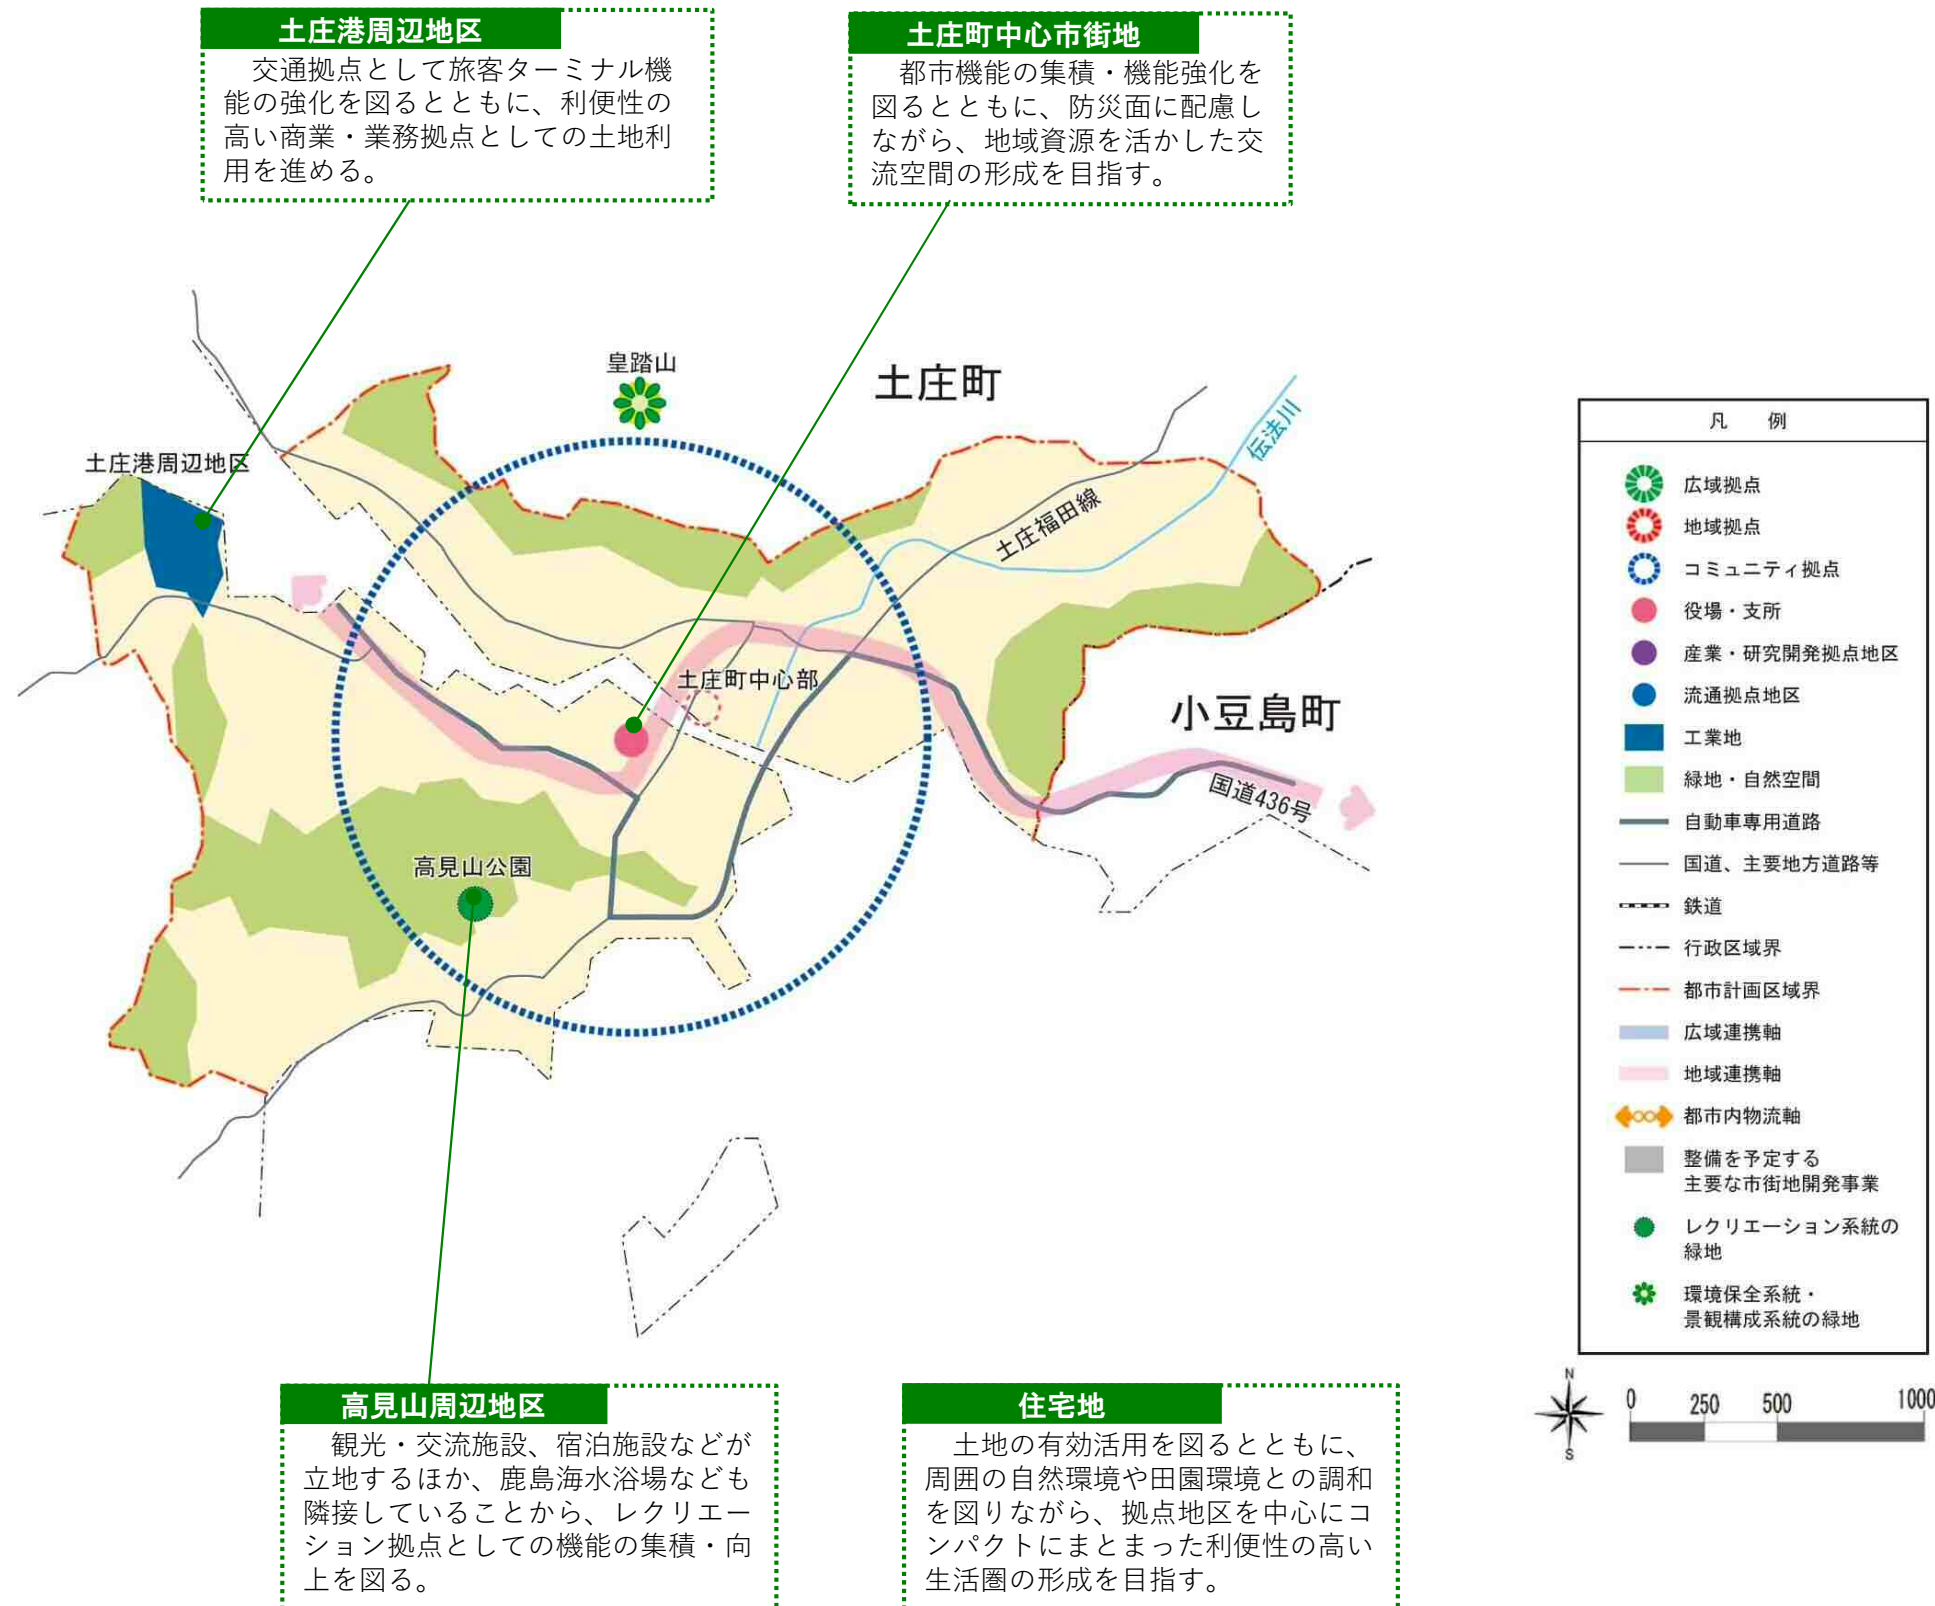 土庄港周辺地区
交通拠点として旅客ターミナル機
能の強化を図るとともに、利便性の
高い商業・業務拠点としての土地利
用を進める。
土庄町中心市街地
都市機能の集積・機能強化を
図るとともに、防災面に配慮し
ながら、地域資源を活かした交
流空間の形成を目指す。
皇踏山
土庄町
伝法川
土庄港周辺地区
土庄福田線
土庄町中心部
小豆島町
国道436号
高見山公園
凡 例
広域拠点
地域拠点
コミュニティ拠点
役場・支所
産業・研究開発拠点地区
流通拠点地区
工業地
緑地・自然空間
自動車専用道路
国道、主要地方道路等
鉄道
行政区域界
都市計画区域界
広域連携軸
地域連携軸
都市内物流軸
整備を予定する
主要な市街地開発事業
レクリエーション系統の
緑地
環境保全系統・
景観構成系統の緑地
N
S
0 250 500 1000
高見山周辺地区
観光・交流施設、宿泊施設などが
立地するほか、鹿島海水浴場なども
隣接していることから、レクリエー
ション拠点としての機能の集積・向
上を図る。
住宅地
土地の有効活用を図るとともに、
周囲の自然環境や田園環境との調和
を図りながら、拠点地区を中心にコ
ンパクトにまとまった利便性の高い
生活圏の形成を目指す。